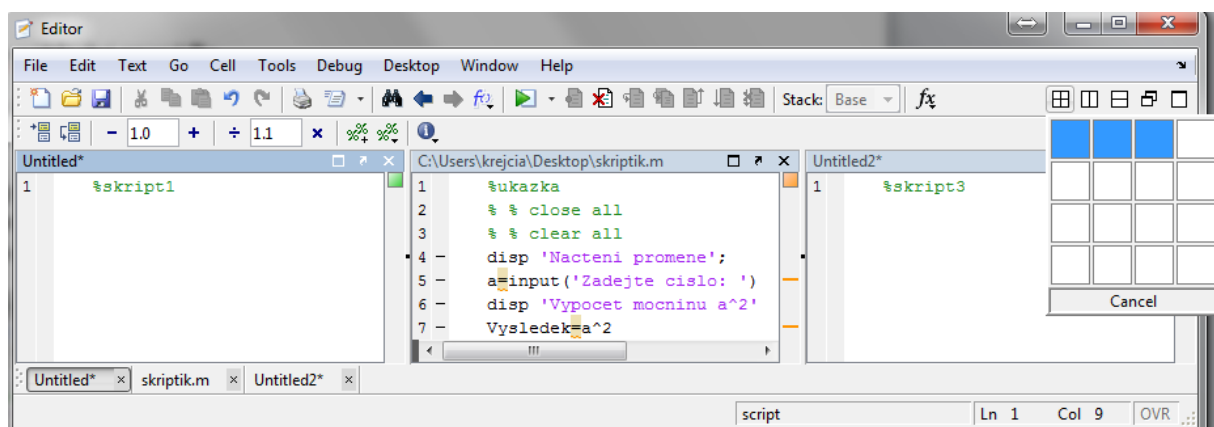 Editor
File Edit Text Go Cell Tools Debug Desktop Window Help
Stack: Base fx
- 1.0 + ÷ 1.1 ×
Untitled*
1 %skript1
C:\Users\krejcia\Desktop\skriptik.m
1 %ukazka
2 % % close all
3 % % clear all
4 - disp 'Nacteni promene';
5 - a=input('Zadejte cislo: ')
6 - disp 'Vypocet mocninu a^2'
7 - Vysledek=a^2
Untitled2*
1 %skript3
Cancel
Untitled* × skriptik.m × Untitled2* ×
script Ln 1 Col 9 OVR